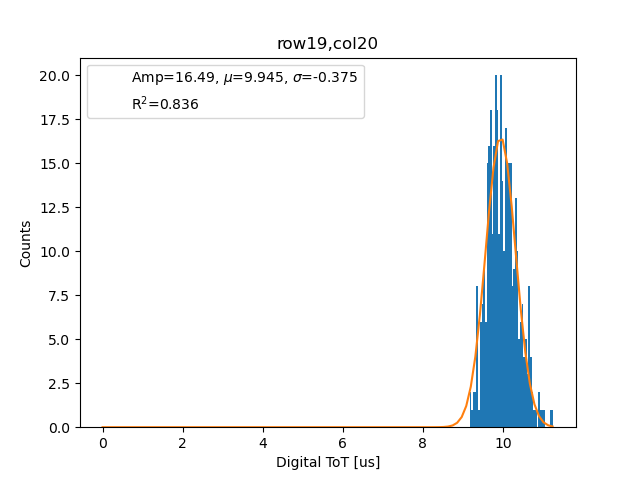 row19,col20
Amp=16.49, μ=9.945, σ=-0.375
R²=0.836
20.0
17.5
15.0
12.5
10.0
7.5
5.0
2.5
0.0
Counts
0 2 4 6 8 10
Digital ToT [us]